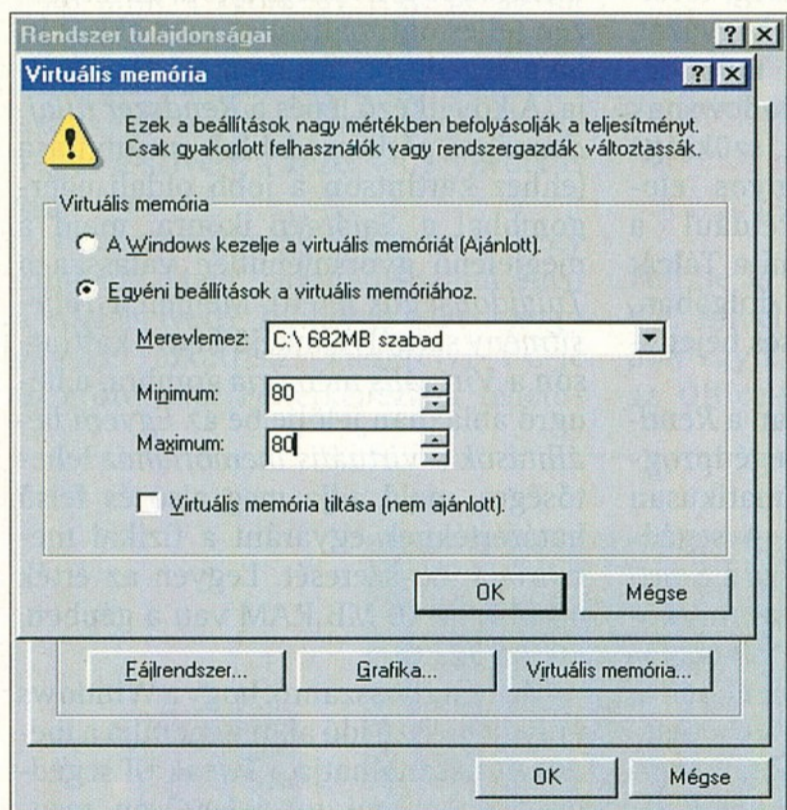 Rendszer tulajdonságai
Virtuális memória
Ezek a beállítások nagy mértékben befolyásolják a teljesítményt.
Csak gyakorlott felhasználók vagy rendszergazdák változtassák.
Virtuális memória
A Windows kezelje a virtuális memóriát (Ajánlott).
Egyéni beállítások a virtuális memóriához.
Merevlemez: C:\ 682MB szabad
Minimum: 80
Maximum: 80
Virtuális memória tiltása (nem ajánlott).
OK Mégse
Fájlrendszer... Grafika... Virtuális memória...
OK Mégse